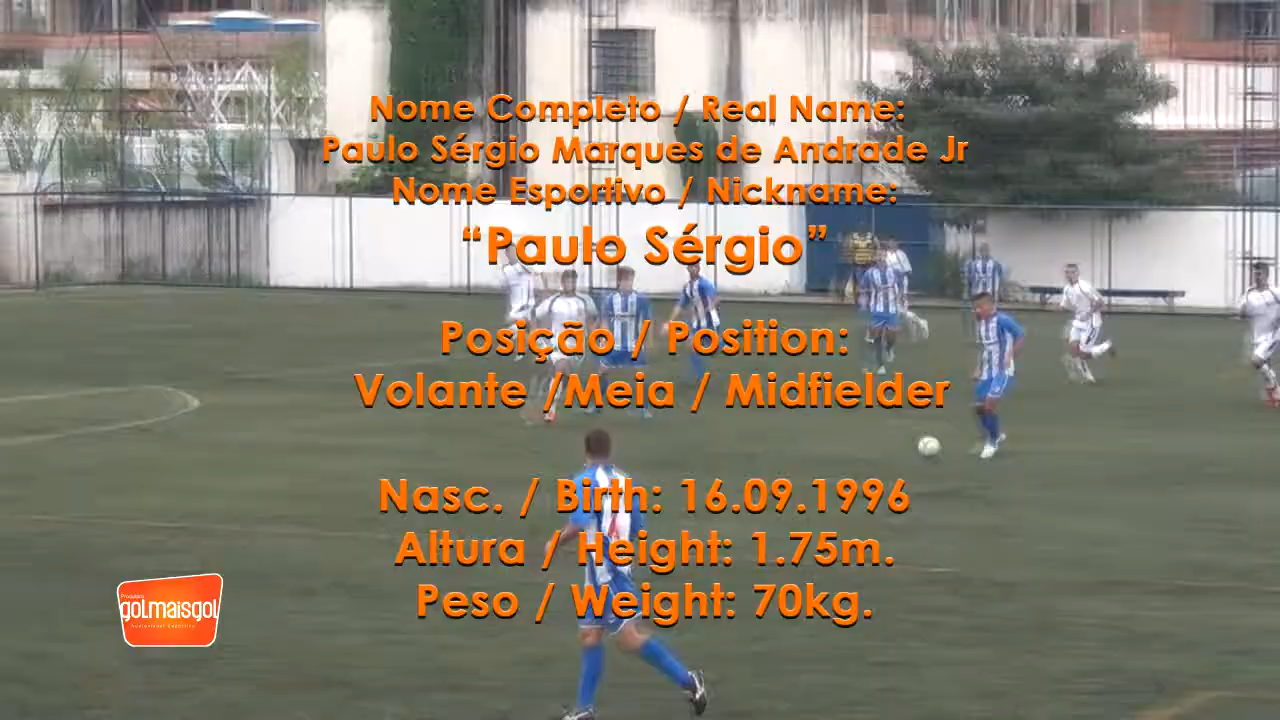 Nome Completo / Real Name:
Paulo Sérgio Marques de Andrade Jr
Nome Esportivo / Nickname:
“Paulo Sérgio”
Posição / Position:
Volante /Meia / Midfielder
Nasc. / Birth: 16.09.1996
Altura / Height: 1.75m.
Peso / Weight: 70kg.
Produtora
golmaisgol